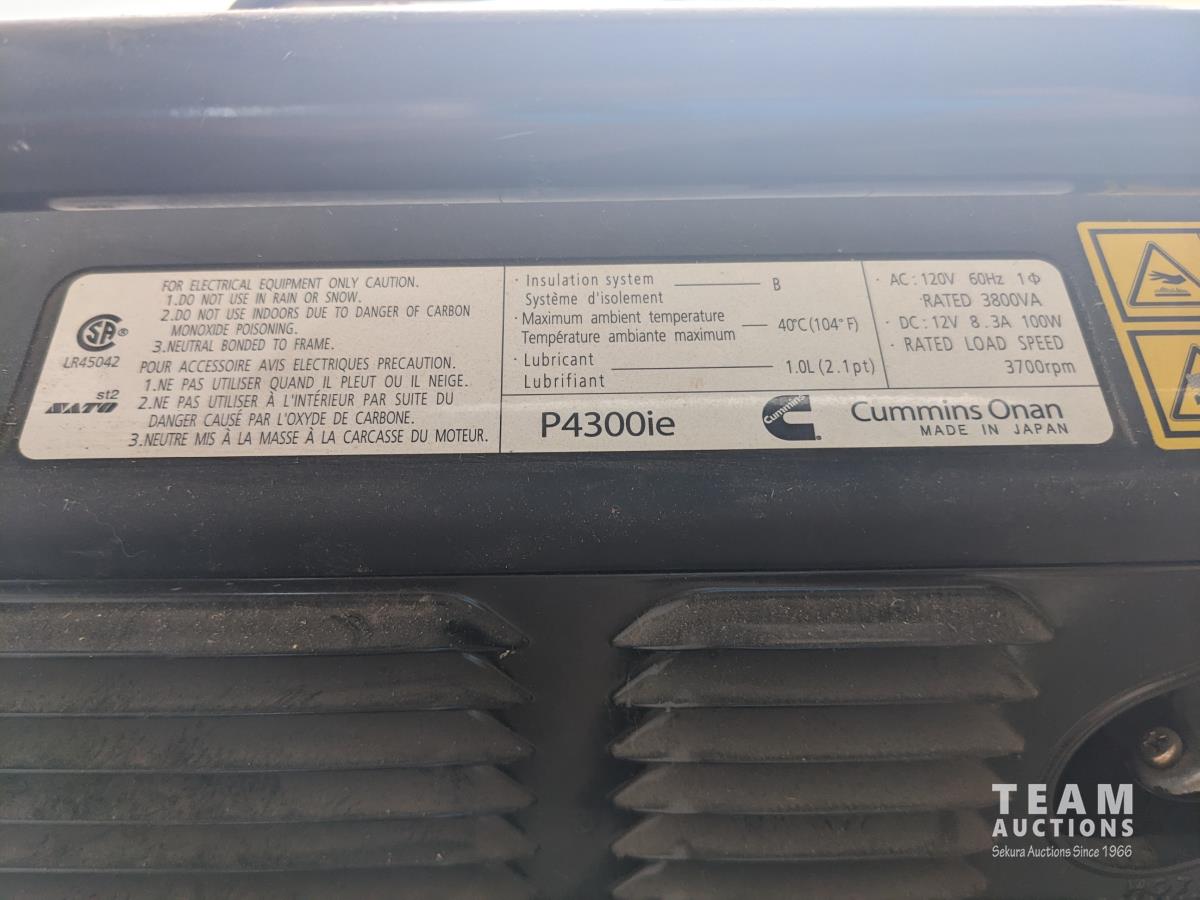 FOR ELECTRICAL EQUIPMENT ONLY CAUTION.
1.DO NOT USE IN RAIN OR SNOW.
2.DO NOT USE INDOORS DUE TO DANGER OF CARBON
MONOXIDE POISONING.
3.NEUTRAL BONDED TO FRAME.
SA
®
LR45042
POUR ACCESSOIRE AVIS ELECTRIQUES PRECAUTION.
1.NE PAS UTILISER QUAND IL PLEUT OU IL NEIGE.
2.NE PAS UTILISER À L'INTÉRIEUR PAR SUITE DU
DANGER CAUSÉ PAR L'OXYDE DE CARBONE.
3.NEUTRE MIS À LA MASSE À LA CARCASSE DU MOTEUR.
st2
SATO
· Insulation system
Système d'isolement
B
· Maximum ambient temperature
Température ambiante maximum
40°C(104°F)
· Lubricant
Lubrifiant
1.0L(2.1pt)
· AC:120V 60Hz 1Φ
·RATED 3800VA
· DC:12V 8.3A 100W
· RATED LOAD SPEED
3700rpm
P4300ie
Cummins
Cummins Onan
MADE IN JAPAN
TEAM
AUCTIONS
Sekura Auctions Since 1966